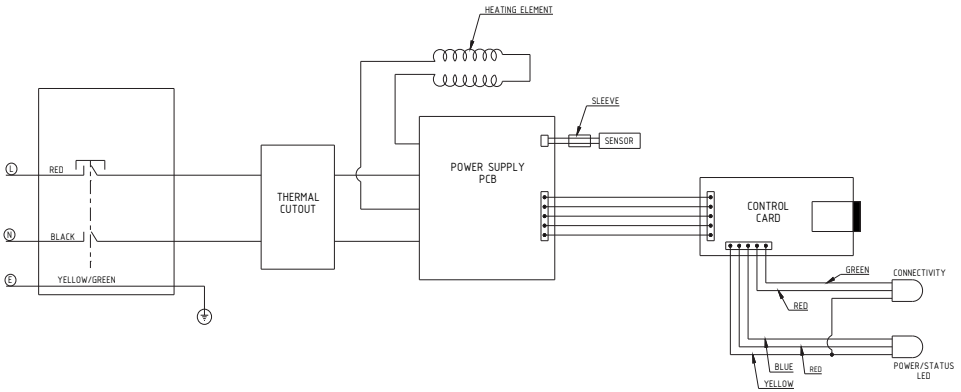 HEATING ELEMENT
SLEEVE
SENSOR
L
RED
THERMAL
CUTOUT
POWER SUPPLY
PCB
CONTROL
CARD
N
BLACK
E
YELLOW/GREEN
GREEN
CONNECTIVITY
RED
BLUE
RED
POWER/STATUS
LED
YELLOW